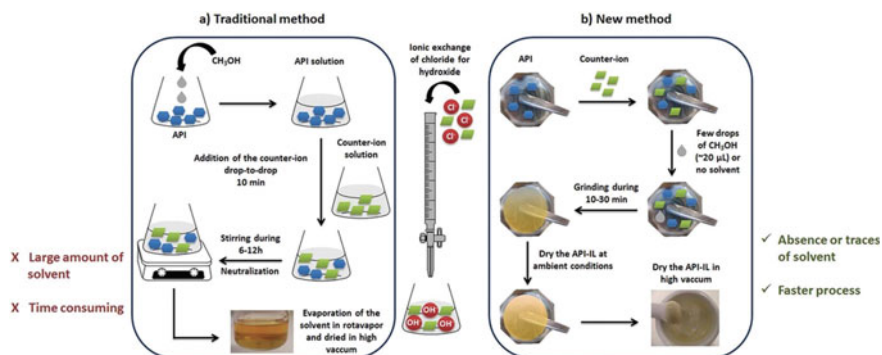 a) Traditional method
CH₃OH
API
API solution
Addition of the counter-ion
drop-to-drop
10 min
Counter-ion
solution
Stirring during
6-12h
Neutralization
Evaporation of the
solvent in rotavapor
and dried in high
vaccum
X Large amount of
solvent
X Time consuming
Ionic exchange
of chloride for
hydroxide
Cl⁻
Cl⁻
Cl⁻
OH⁻
OH⁻
OH⁻
b) New method
API
Counter-ion
Few drops
of CH₃OH
(~20 µL) or
no solvent
Grinding during
10-30 min
Dry the API-IL at
ambient conditions
Dry the API-IL in
high vaccum
✓ Absence or traces
of solvent
✓ Faster process